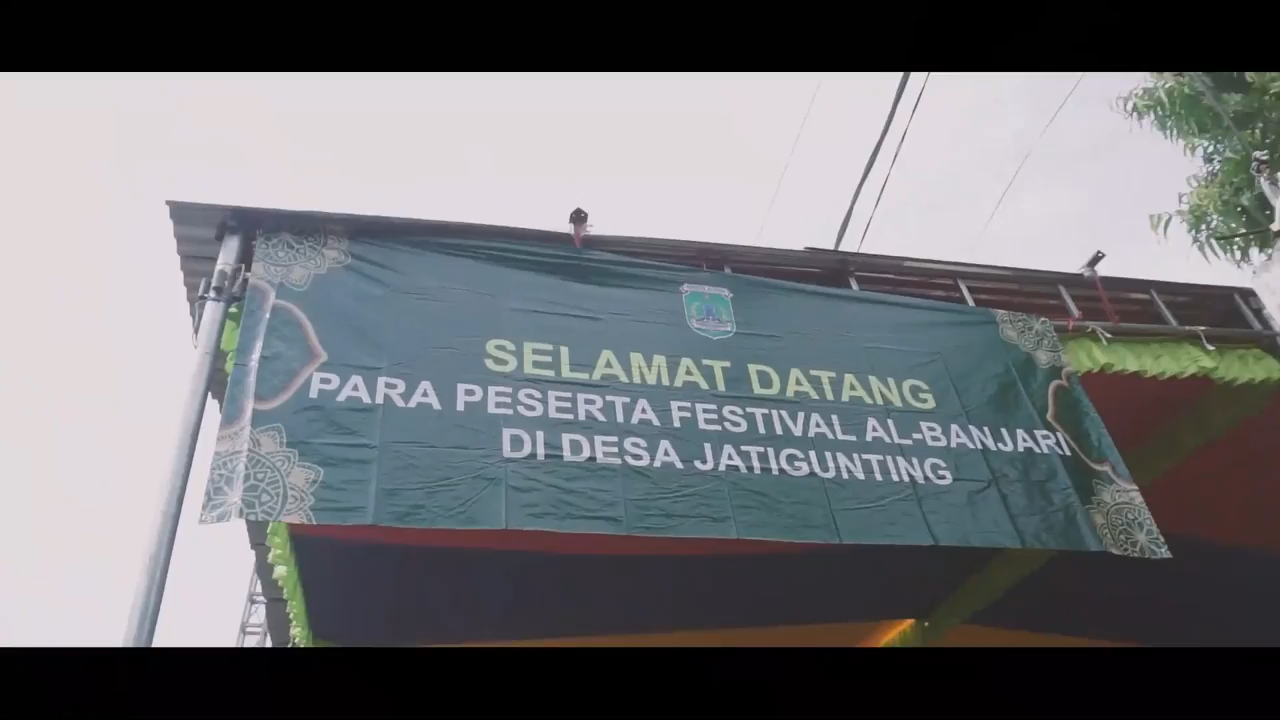 SELAMAT DATANG
PARA PESERTA FESTIVAL AL-BANJARI
DI DESA JATIGUNTING